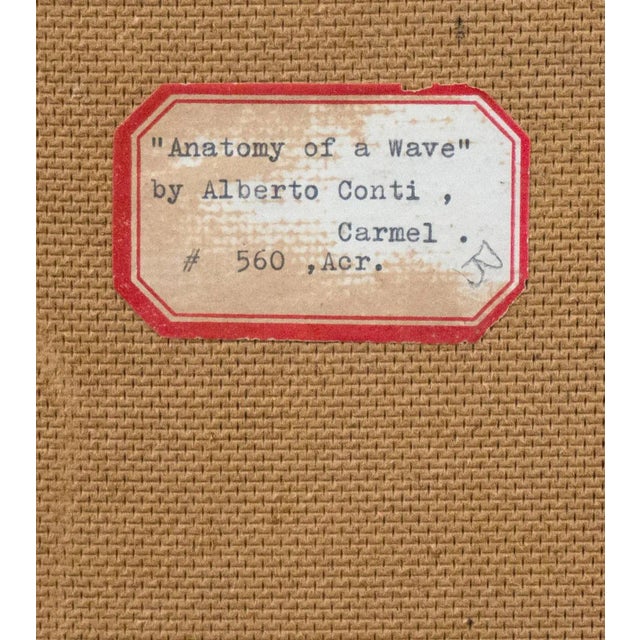 "Anatomy of a Wave"
by Alberto Conti ,
Carmel .
# 560 ,Acr.